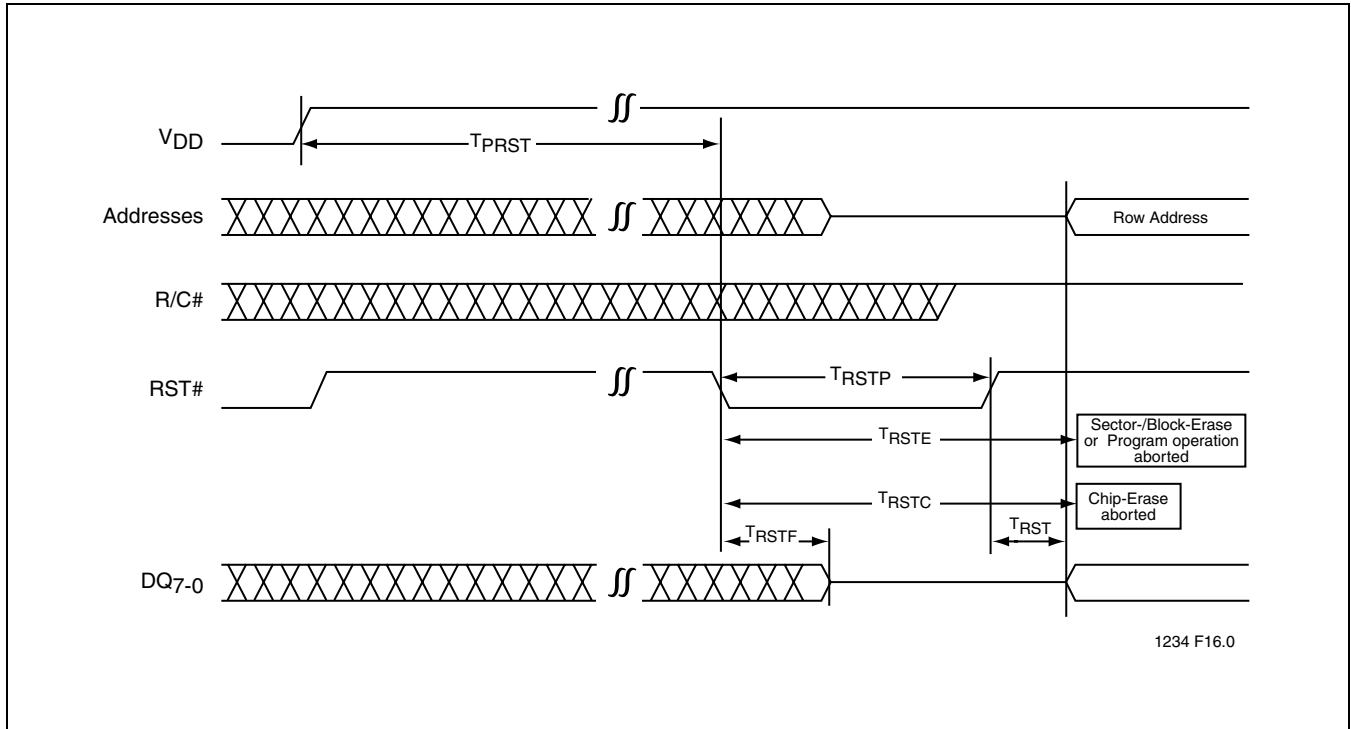 VDD
TPRST
Addresses
Row Address
R/C#
RST#
TRSTP
TRSTE
Sector-/Block-Erase
or Program operation
aborted
TRSTC
Chip-Erase
aborted
TRSTF
TRST
DQ7-0
1234 F16.0